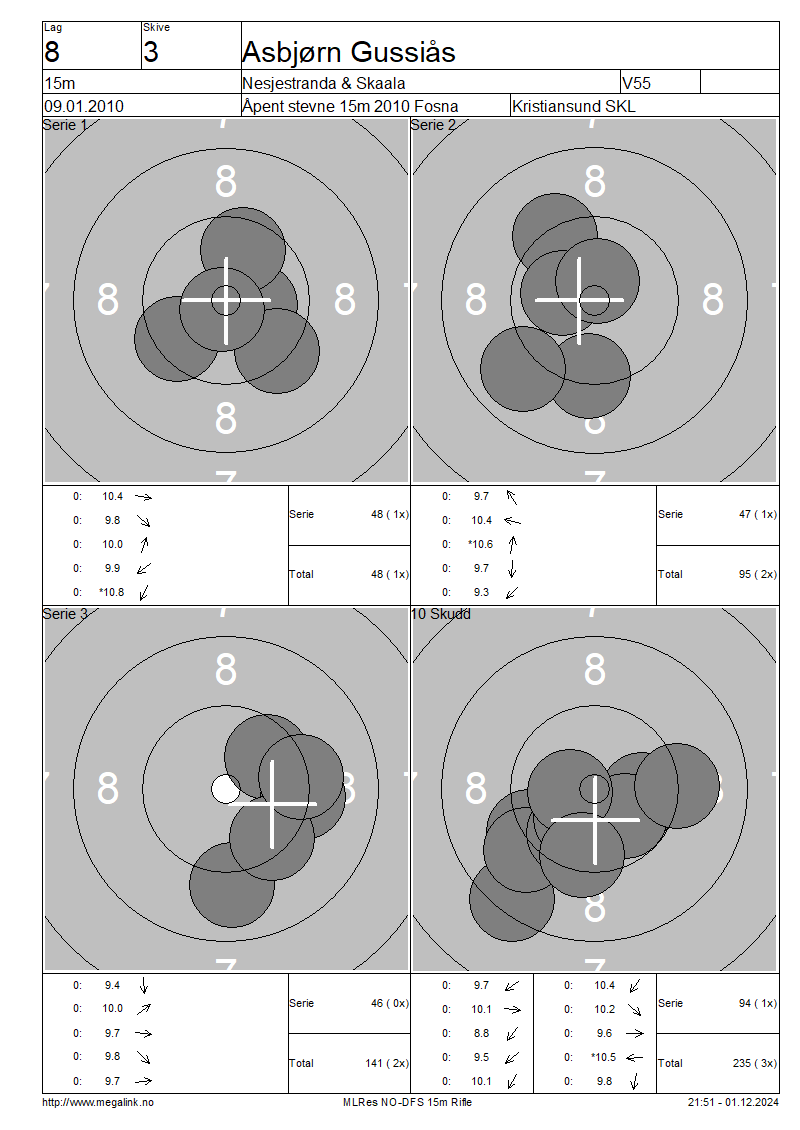 Lag Skive
8 3 Asbjørn Gussiås
15m Nesjestranda & Skaala V55
09.01.2010 Åpent stevne 15m 2010 Fosna Kristiansund SKL
Serie 1 Serie 2
7 7
8 8
7 8 8 7 8 8
8 8
7 7
0: 10.4 0: 9.7
0: 9.8 Serie 48 ( 1x) 0: 10.4 Serie 47 ( 1x)
0: 10.0 0: *10.6
0: 9.9 Total 48 ( 1x) 0: 9.7 Total 95 ( 2x)
0: *10.8 0: 9.3
Serie 3 10 Skudd
7 7
8 8
7 8 8 7 8
8
7 7
0: 9.4 0: 9.7 0: 10.4
0: 10.0 Serie 46 ( 0x) 0: 10.1 0: 10.2 Serie 94 ( 1x)
0: 9.7 0: 8.8 0: 9.6
0: 9.8 Total 141 ( 2x) 0: 9.5 0: *10.5 Total 235 ( 3x)
0: 9.7 0: 10.1 0: 9.8
http://www.megalink.no MLRes NO-DFS 15m Rifle 21:51 - 01.12.2024